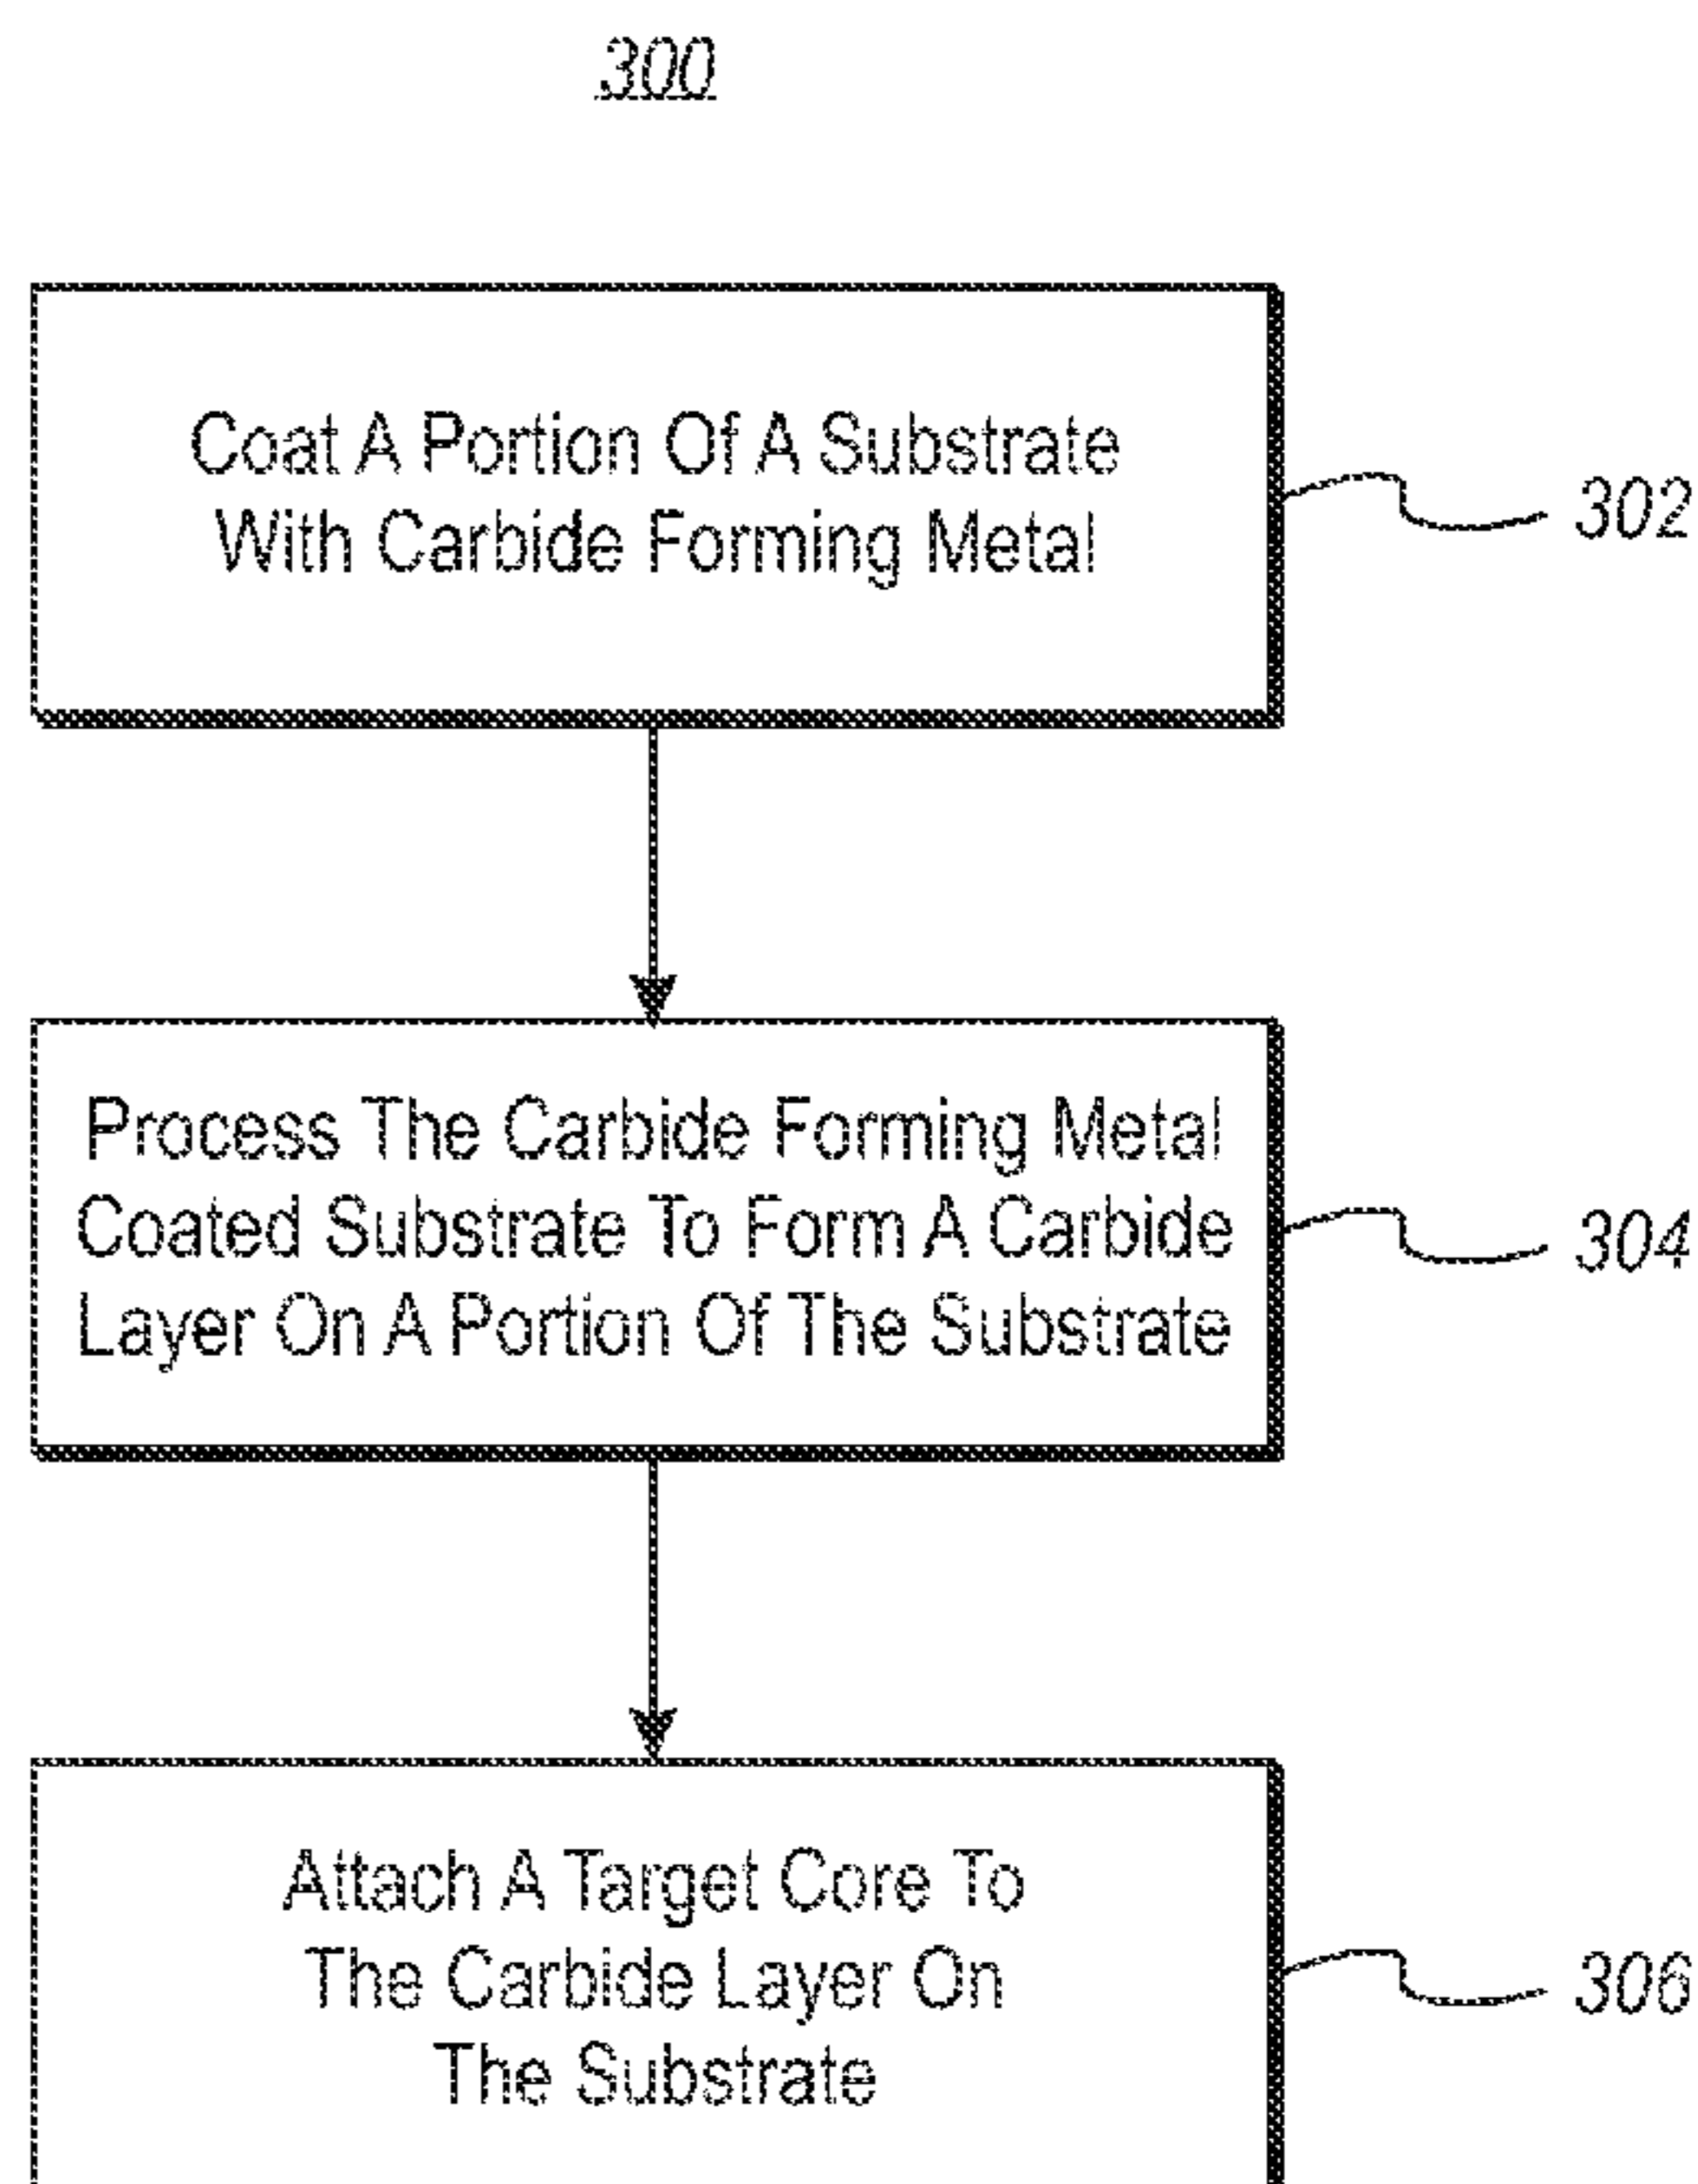 300
Coat A Portion Of A Substrate
With Carbide Forming Metal
302
Process The Carbide Forming Metal
Coated Substrate To Form A Carbide
Layer On A Portion Of The Substrate
304
Attach A Target Core To
The Carbide Layer On
The Substrate
306